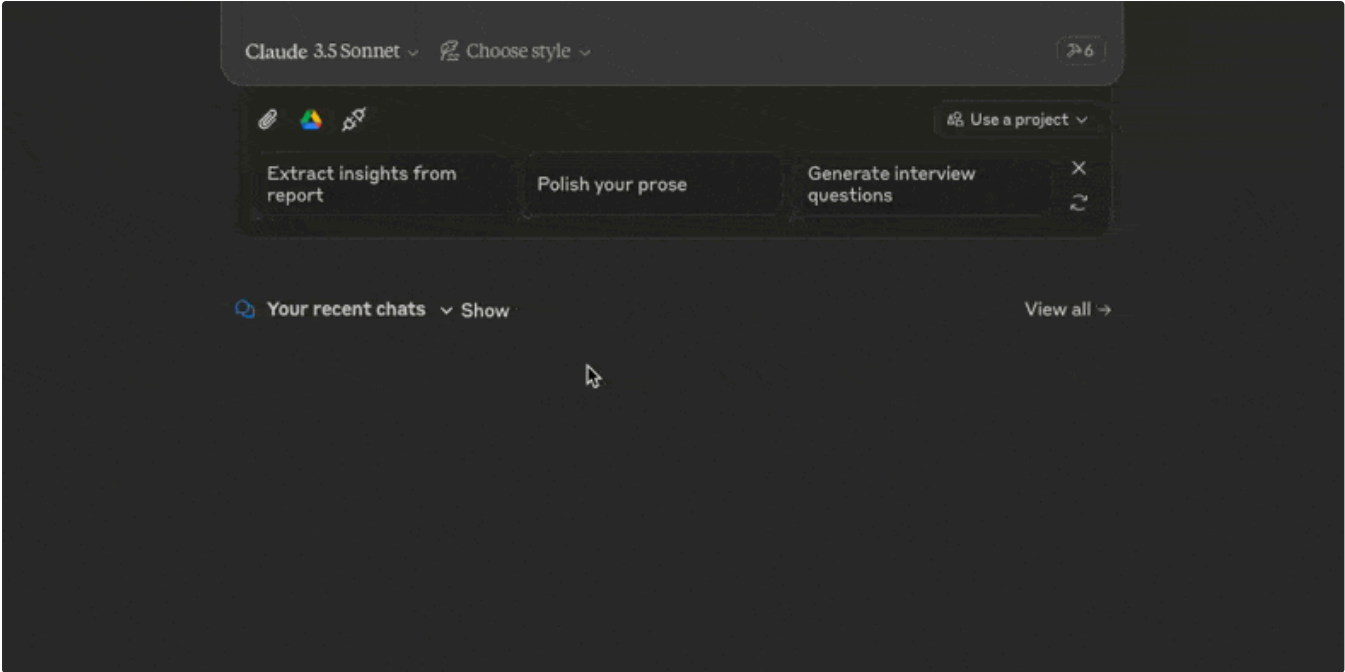 Claude 3.5 Sonnet
Choose style
6
Use a project
Extract insights from
report
Polish your prose
Generate interview
questions
Your recent chats
Show
View all →